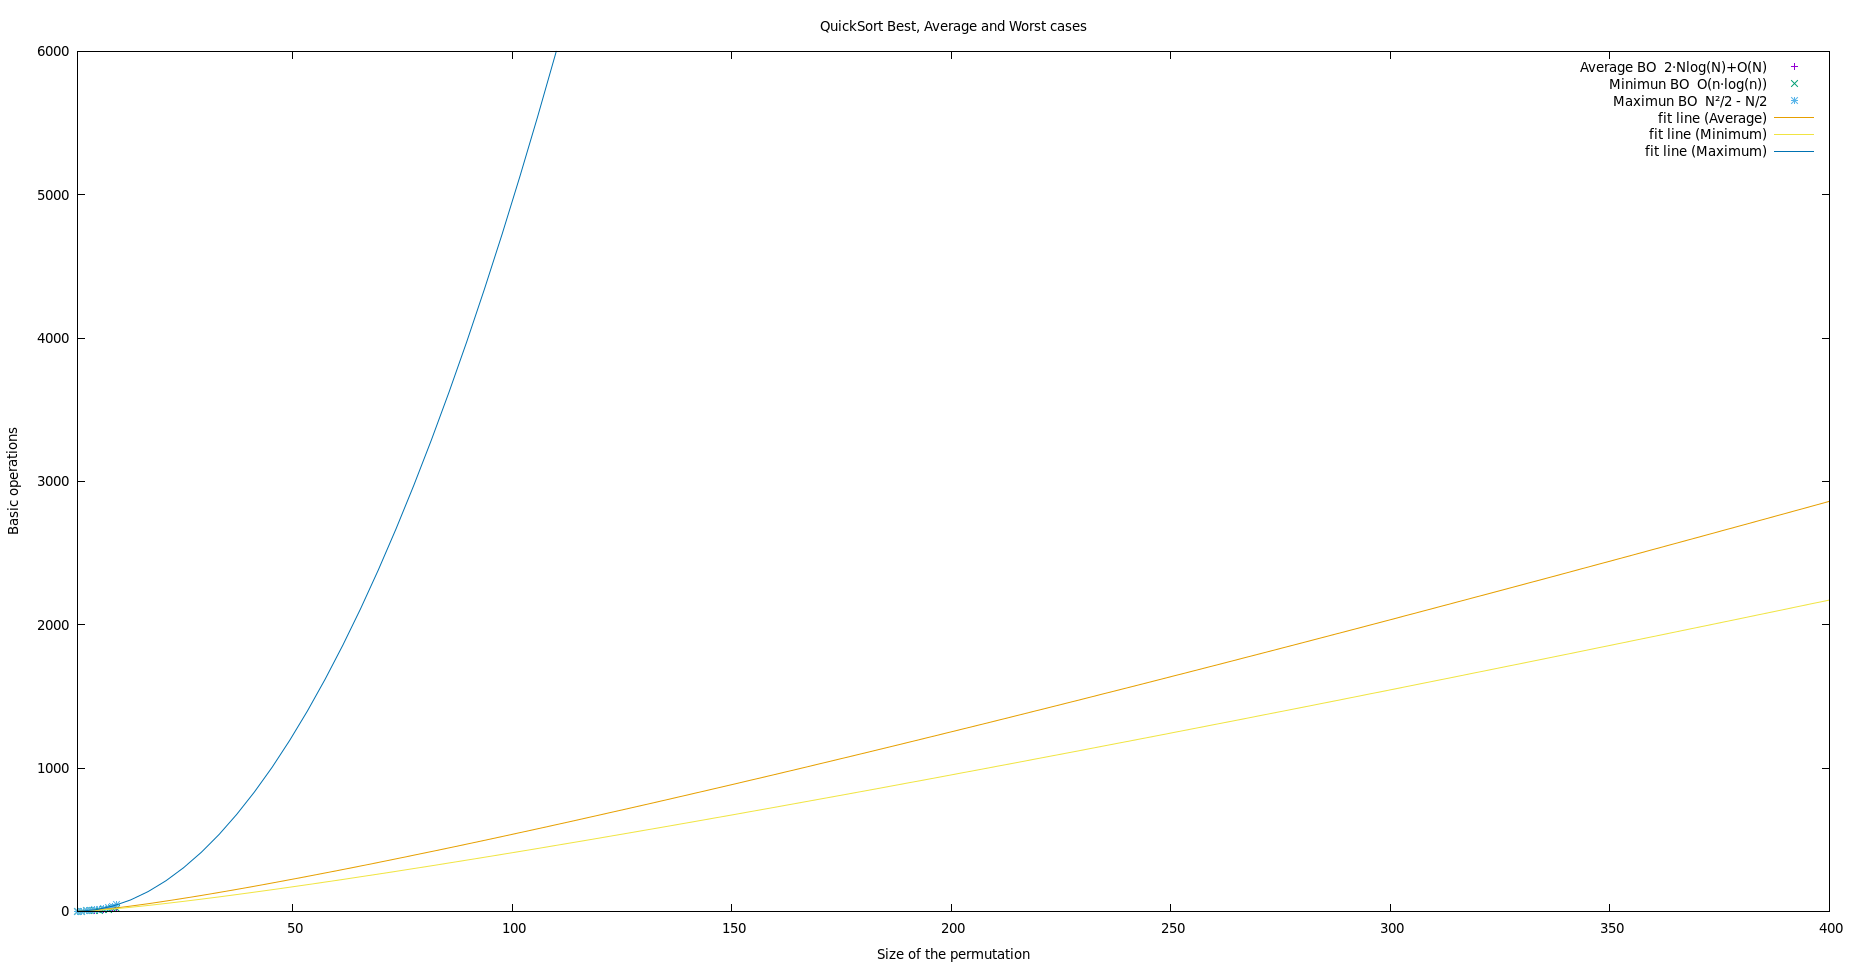 QuickSort Best, Average and Worst cases
6000
5000
4000
3000
2000
1000
0
Basic operations
Average BO  2·Nlog(N)+O(N)
Minimun BO  O(n·log(n))
Maximun BO  N²/2 - N/2
fit line (Average)
fit line (Minimum)
fit line (Maximum)
50 100 150 200 250 300 350 400
Size of the permutation